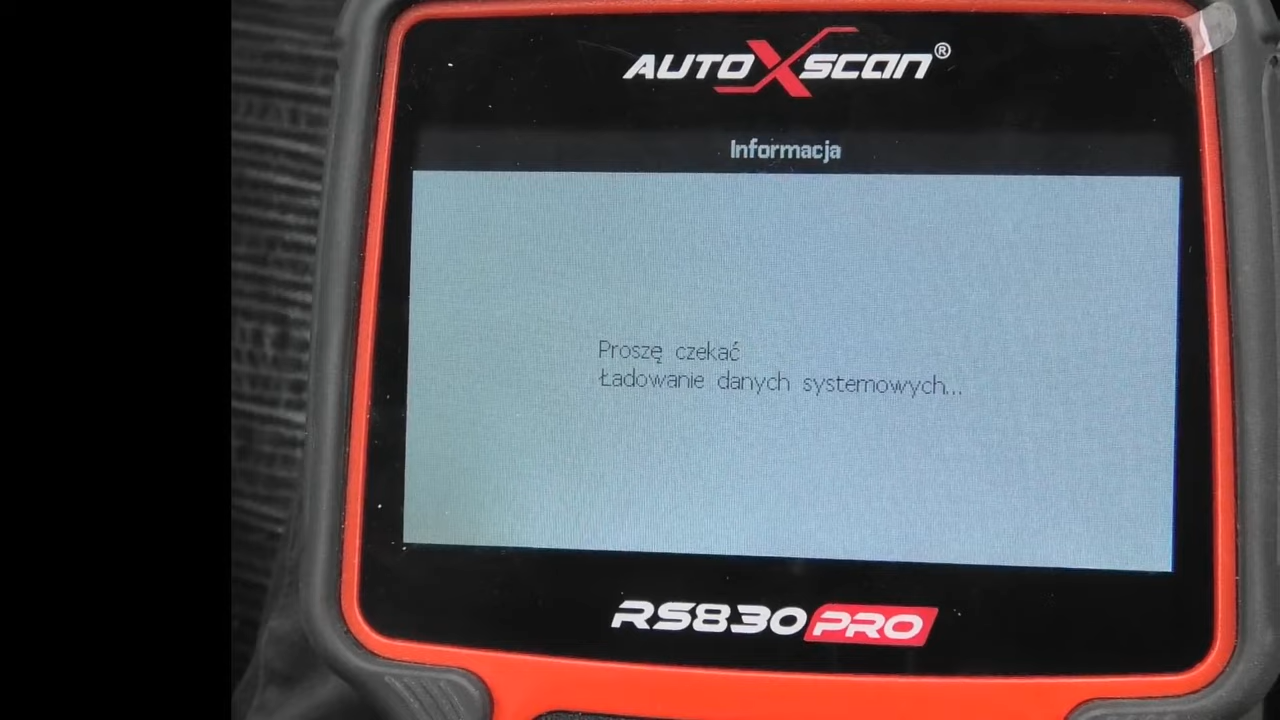 AUTOXSCAN®
Informacja
Proszę czekać
Ładowanie danych systemowych...
RS830 PRO